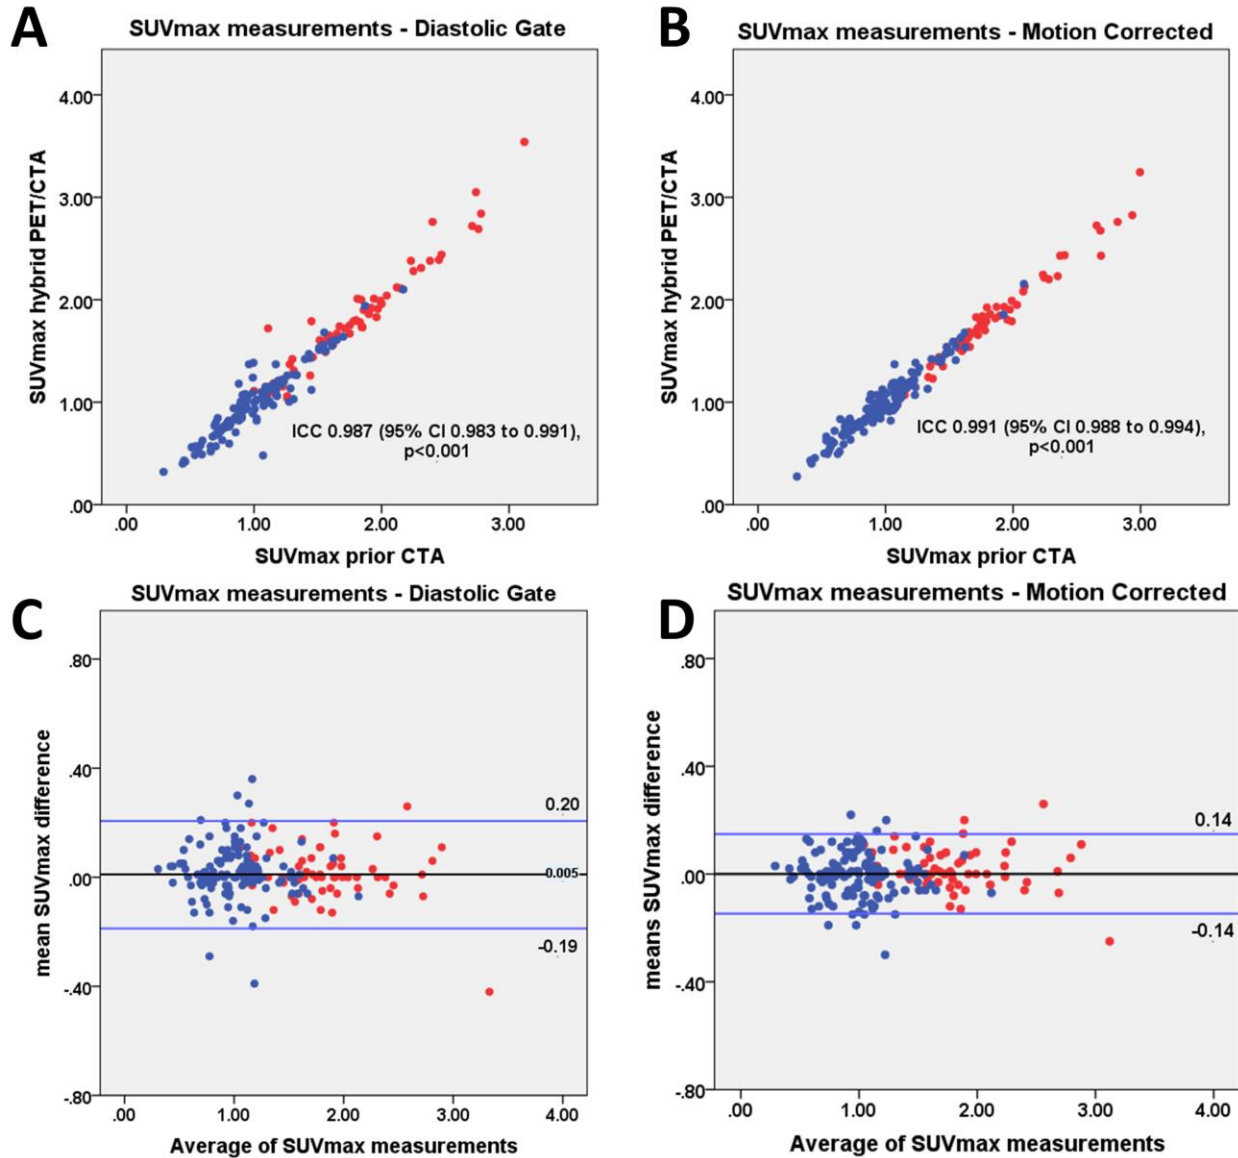 A
SUVmax measurements - Diastolic Gate
SUVmax hybrid PET/CTA
4.00
3.00
2.00
1.00
.00
ICC 0.987 (95% CI 0.983 to 0.991),
p<0.001
.00 1.00 2.00 3.00
SUVmax prior CTA
B
SUVmax measurements - Motion Corrected
SUVmax hybrid PET/CTA
4.00
3.00
2.00
1.00
.00
ICC 0.991 (95% CI 0.988 to 0.994),
p<0.001
.00 1.00 2.00 3.00
SUVmax prior CTA
C
SUVmax measurements - Diastolic Gate
mean SUVmax difference
.80
.40
.00
-.40
-.80
0.20
0.005
-0.19
.00 1.00 2.00 3.00 4.00
Average of SUVmax measurements
D
SUVmax measurements - Motion Corrected
means SUVmax difference
.80
.40
.00
-.40
-.80
0.14
-0.14
.00 1.00 2.00 3.00 4.00
Average of SUVmax measurements